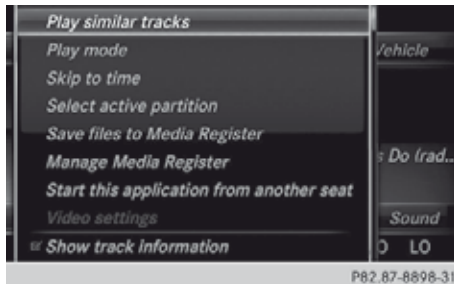 Play similar tracks
Play mode
Vehicle
Skip to time
Select active partition
Save files to Media Register
Manage Media Register
s Do (rad..
Start this application from another seat
Video settings
Sound
Show track information
O LO
P82.87-8898-31